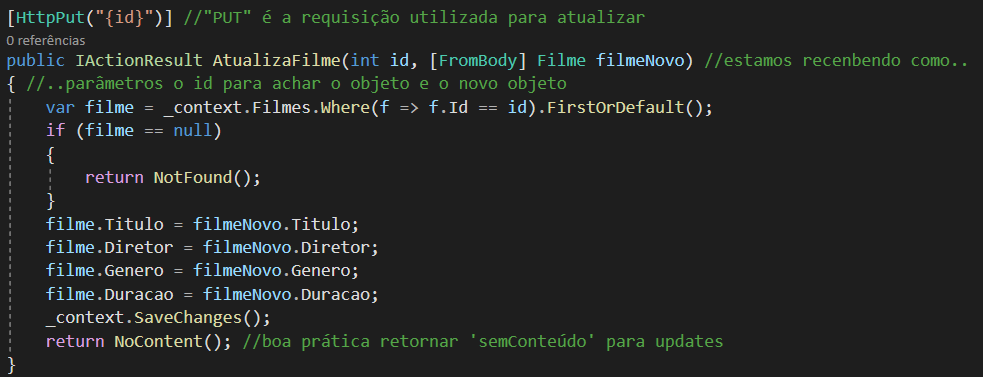 [HttpPut("{id}")] //"PUT" é a requisição utilizada para atualizar
0 referências
public IActionResult AtualizaFilme(int id, [FromBody] Filme filmeNovo) //estamos recenbendo como..
{ //..parâmetros o id para achar o objeto e o novo objeto
    var filme = _context.Filmes.Where(f => f.Id == id).FirstOrDefault();
    if (filme == null)
    {
        return NotFound();
    }
    filme.Titulo = filmeNovo.Titulo;
    filme.Diretor = filmeNovo.Diretor;
    filme.Genero = filmeNovo.Genero;
    filme.Duracao = filmeNovo.Duracao;
    _context.SaveChanges();
    return NoContent(); //boa prática retornar 'semConteúdo' para updates
}